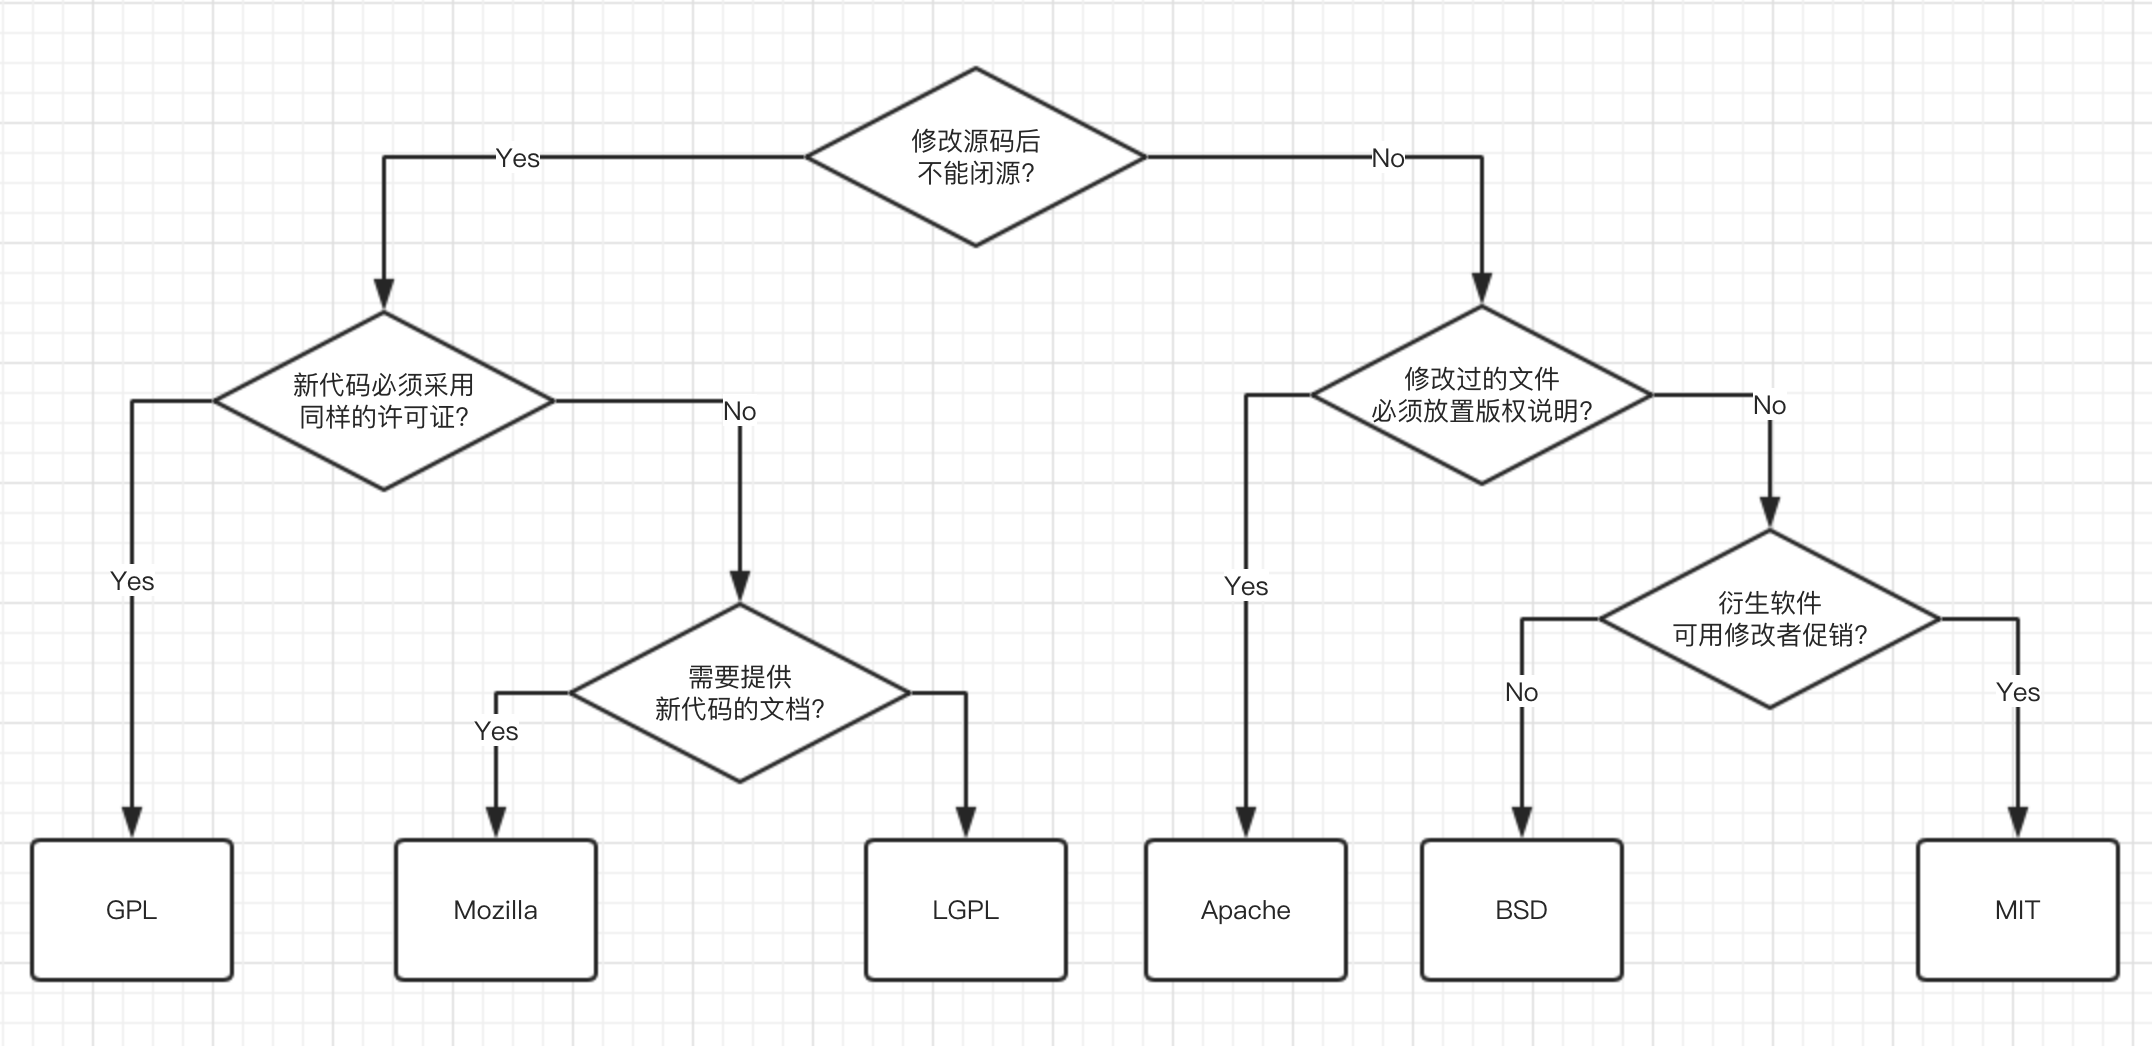 修改源码后
不能闭源?
Yes
No
新代码必须采用
同样的许可证?
No
Yes
修改过的文件
必须放置版权说明?
No
Yes
需要提供
新代码的文档?
Yes
衍生软件
可用修改者促销?
No
Yes
GPL
Mozilla
LGPL
Apache
BSD
MIT